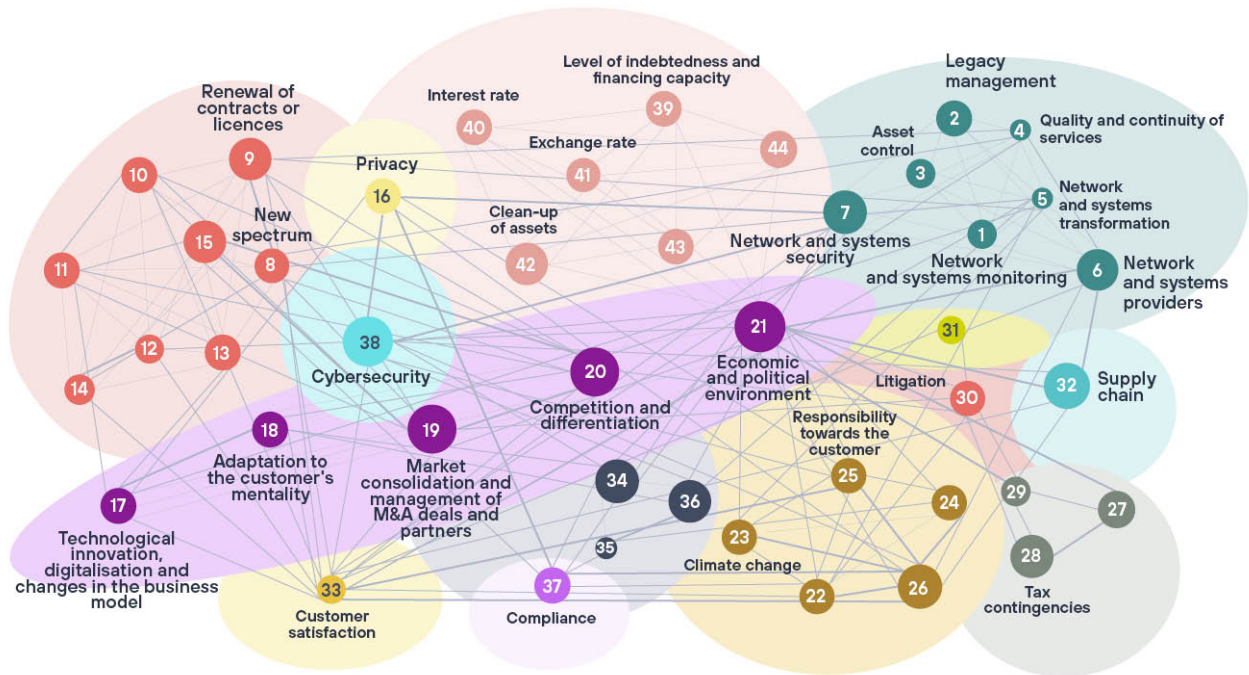 Level of indebtedness and
financing capacity
39
Interest rate
40
Exchange rate
41
44
Clean-up
of assets
42
43
Renewal of
contracts or
licences
9
10
15
New
spectrum
8
11
12
13
14
Privacy
16
38
Cybersecurity
Legacy
management
2
4
Quality and continuity of
services
Asset
control
3
5
Network
and systems
transformation
7
Network and systems
security
1
Network
and systems monitoring
6
Network
and systems
providers
21
Economic
and political
environment
20
Competition and
differentiation
19
Market
consolidation and
management of
M&A deals and
partners
18
Adaptation to
the customer's
mentality
17
Technological
innovation,
digitalisation and
changes in the business
model
31
Litigation
30
32
Supply
chain
Responsibility
towards the
customer
25
24
23
Climate change
22
26
34
36
35
37
Compliance
33
Customer
satisfaction
29
27
28
Tax
contingencies